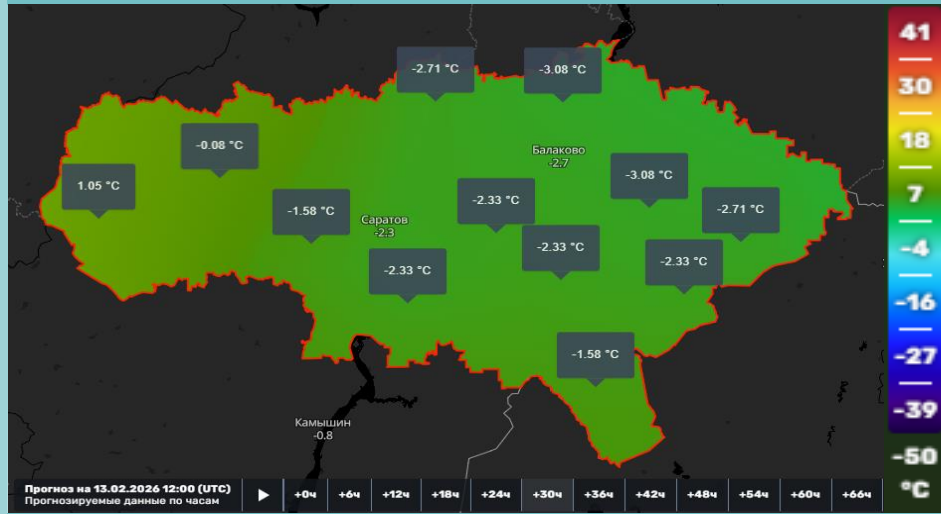 -2.71 °C
-3.08 °C
-0.08 °C
Балаково
-2.7
1.05 °C
-3.08 °C
-1.58 °C
-2.33 °C
-2.71 °C
Саратов
-2.3
-2.33 °C
-2.33 °C
-2.33 °C
-1.58 °C
Камышин
-0.8
41
30
18
7
-4
-16
-27
-39
-50
°C
Прогноз на 13.02.2026 12:00 (UTC)
Прогнозируемые данные по часам
+0ч +6ч +12ч +18ч +24ч +30ч +36ч +42ч +48ч +54ч +60ч +66ч